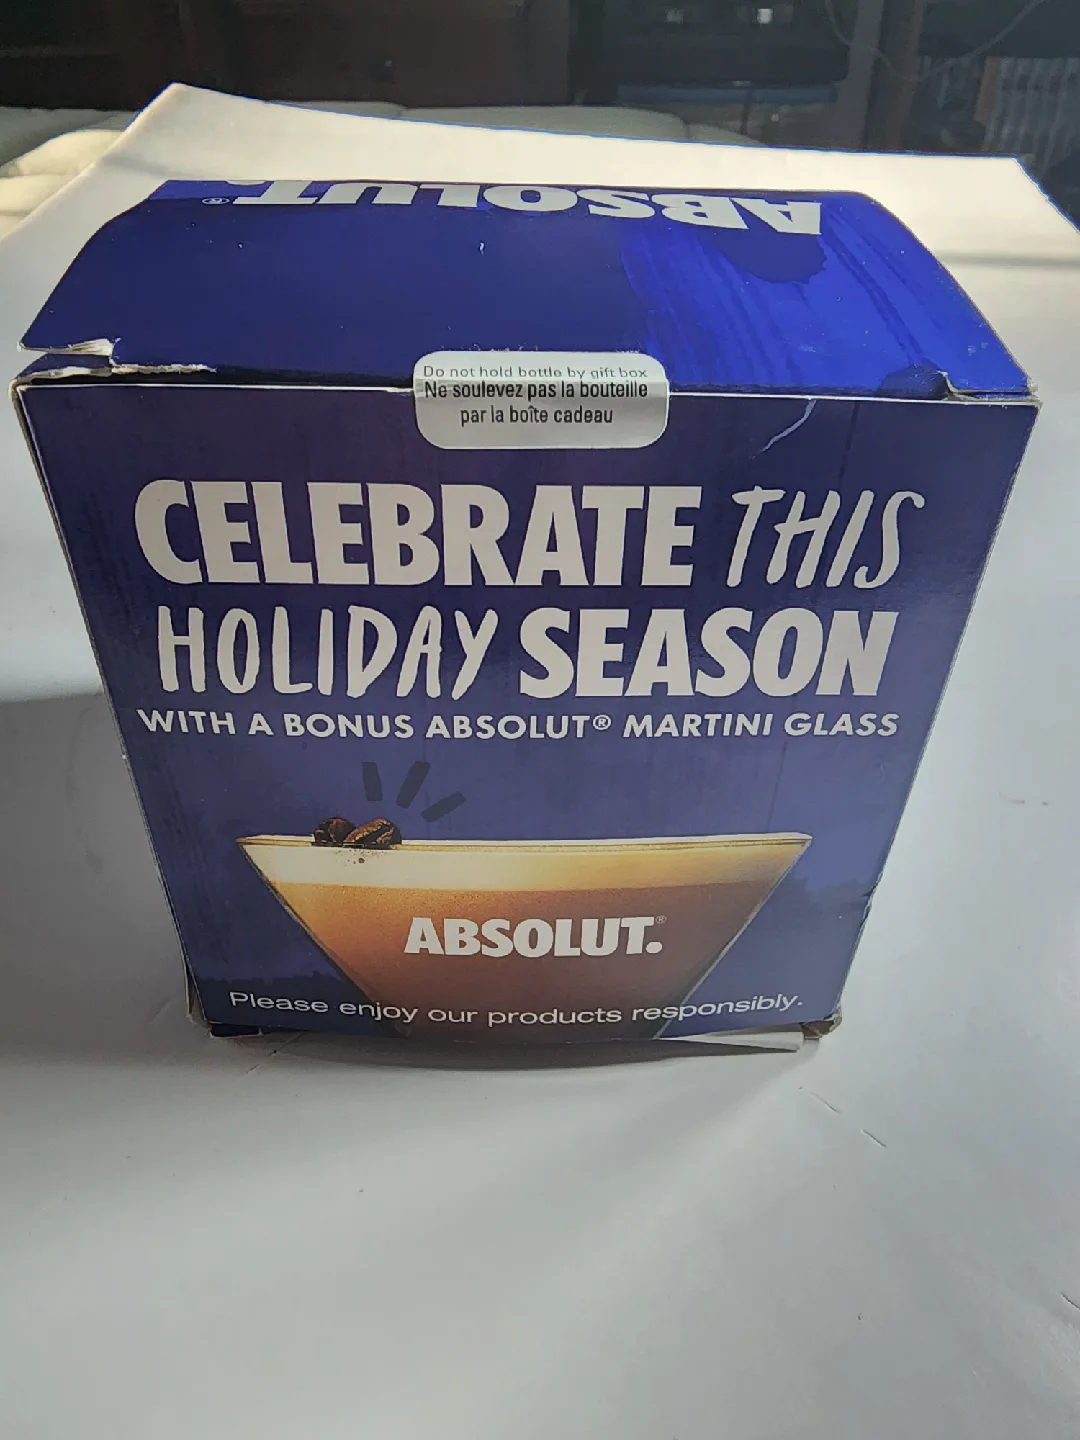 ABSOLUT.®
Do not hold bottle by gift box
Ne soulevez pas la bouteille
par la boîte cadeau
CELEBRATE THIS
HOLIDAY SEASON
WITH A BONUS ABSOLUT® MARTINI GLASS
ABSOLUT.®
Please enjoy our products responsibly.